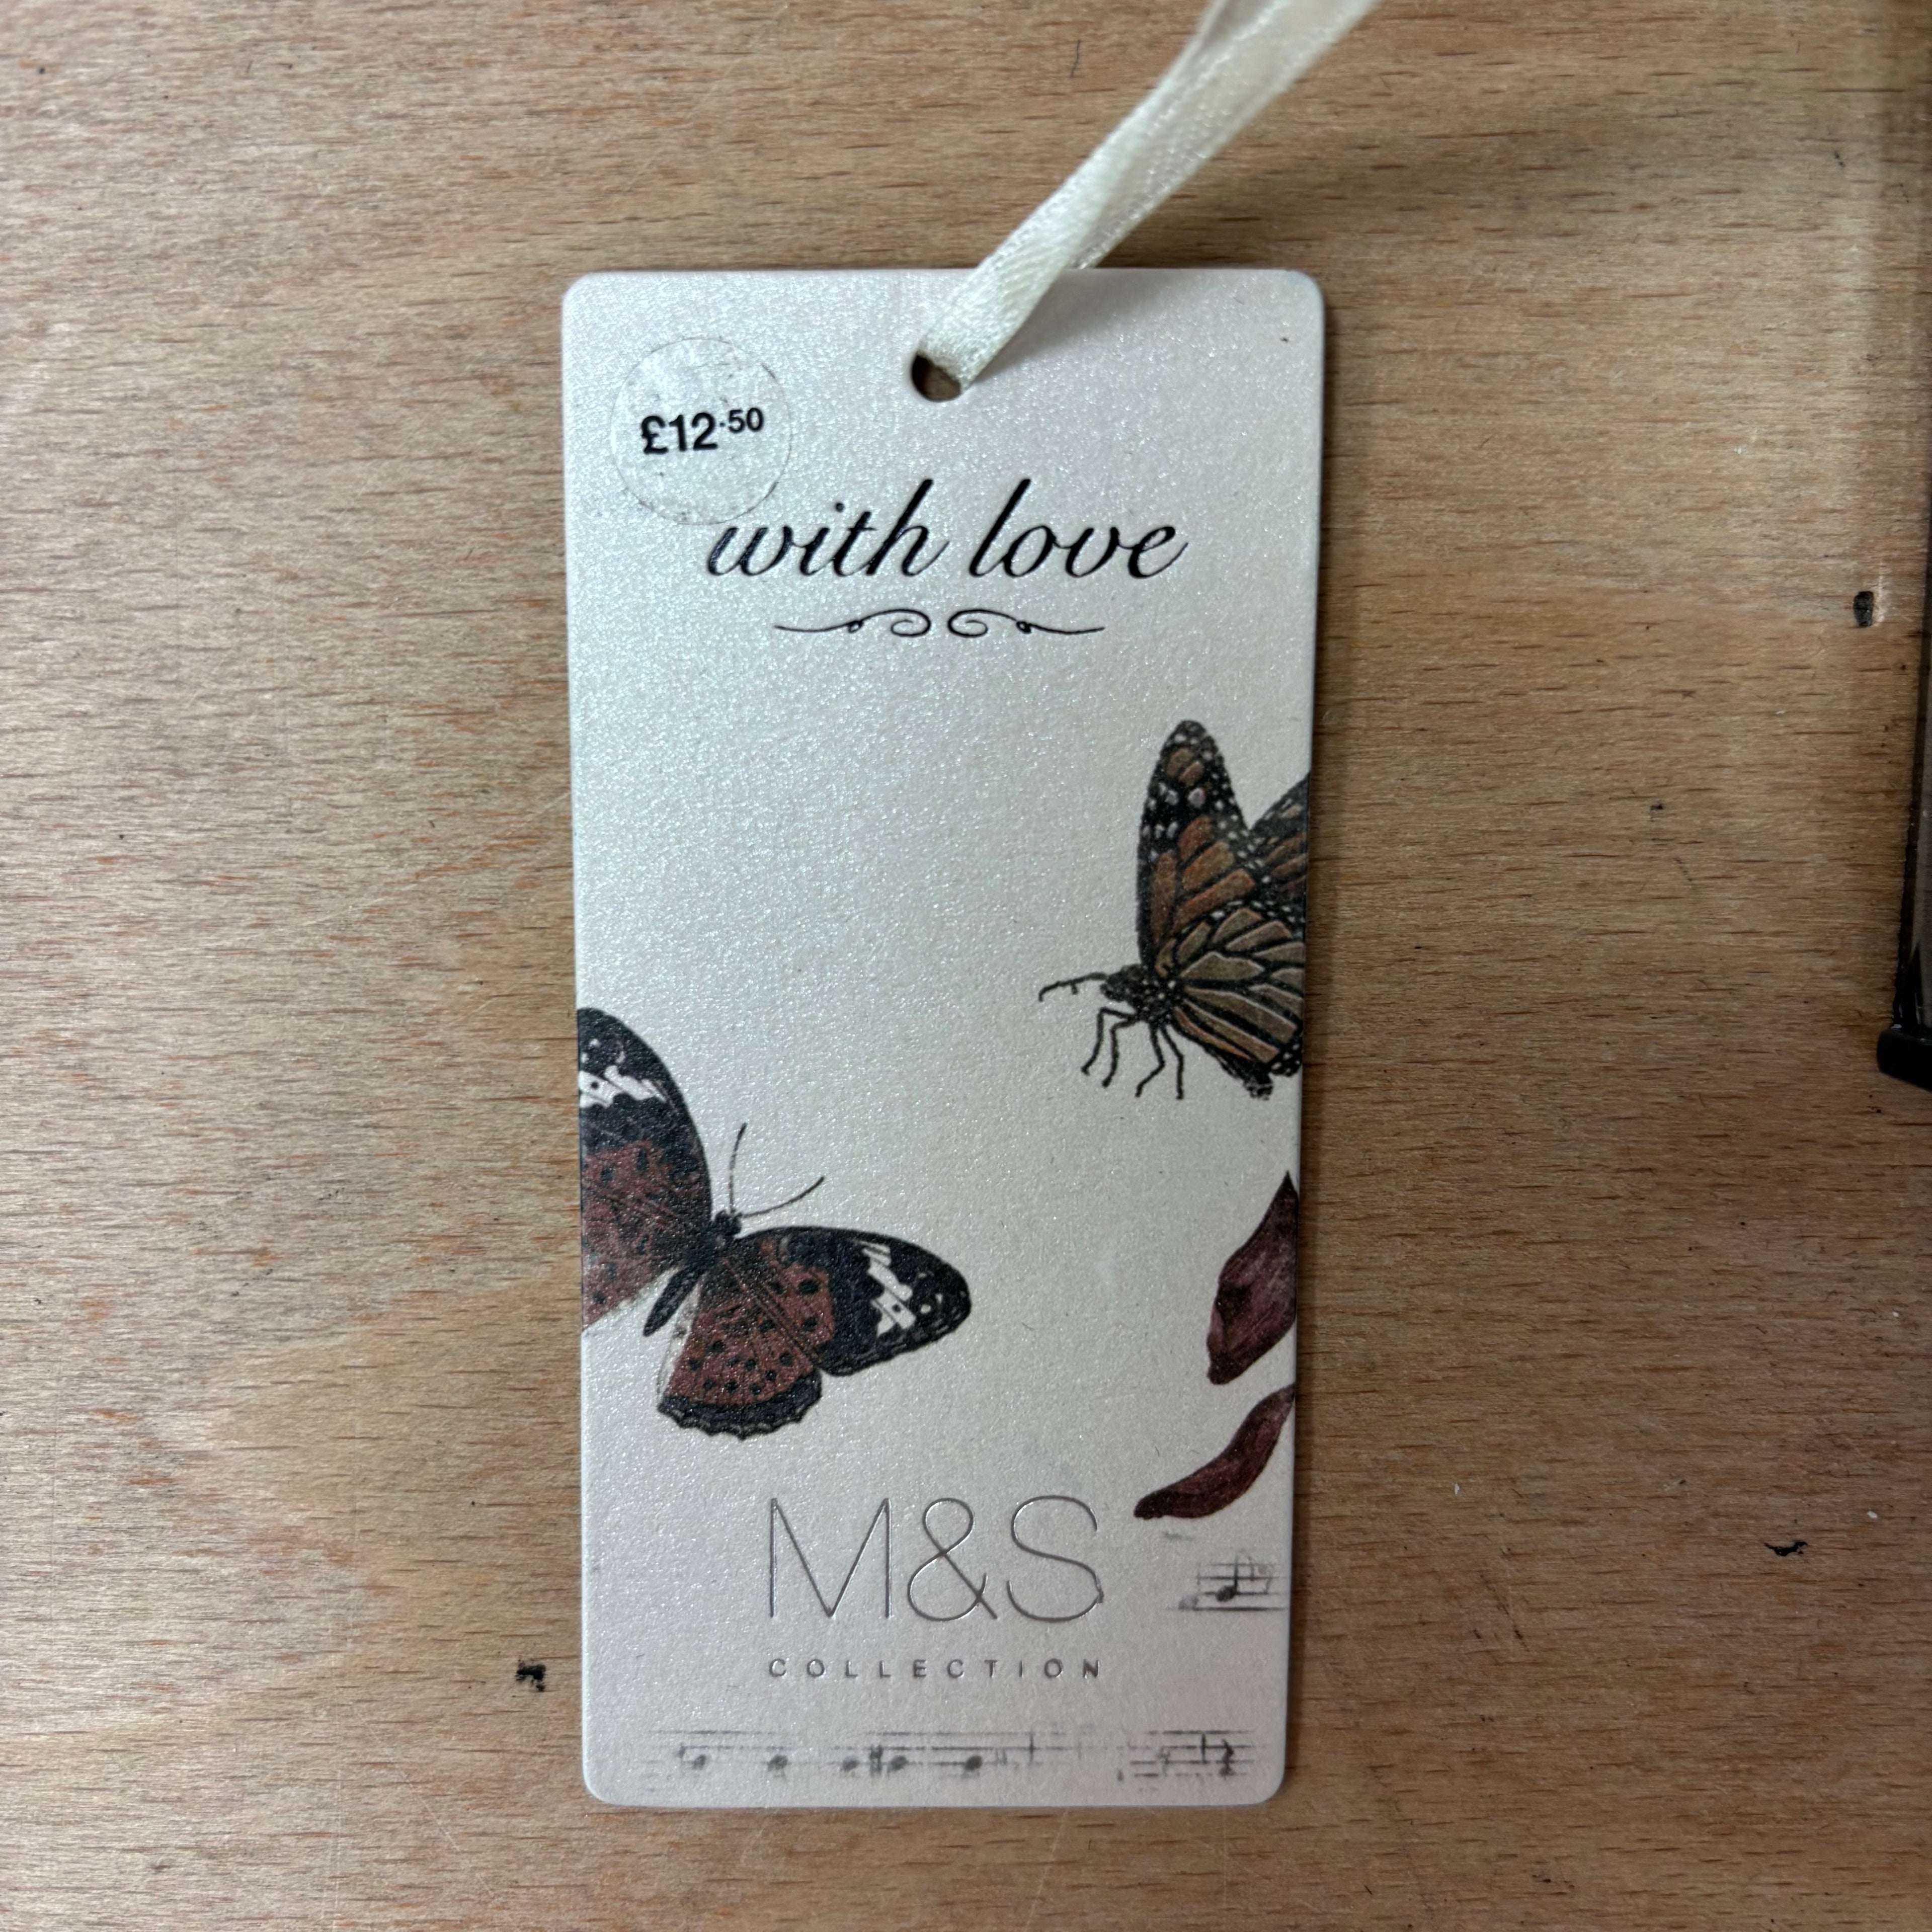 £12.50
with love
M&S
COLLECTION